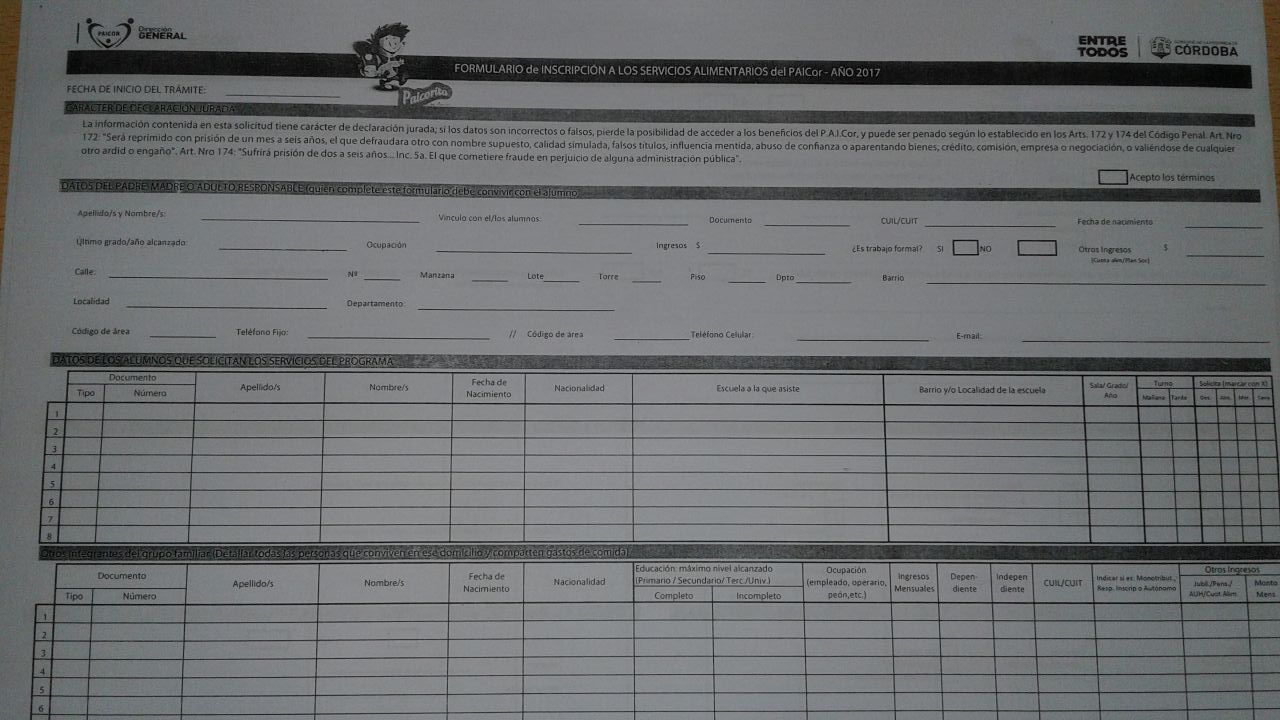 PAICOR
Dirección
GENERAL
ENTRE
TODOS
CÓRDOBA
FORMULARIO de INSCRIPCIÓN A LOS SERVICIOS ALIMENTARIOS del PAICor - AÑO 2017
Paicorito
FECHA DE INICIO DEL TRÁMITE:
CARÁCTER DE DECLARACIÓN JURADA
La información contenida en esta solicitud tiene carácter de declaración jurada; si los datos son incorrectos o falsos, pierde la posibilidad de acceder a los beneficios del P.A.I.Cor, y puede ser penado según lo establecido en los Arts. 172 y 174 del Código Penal. Art. Nro
172: "Será reprimido con prisión de un mes a seis años, el que defraudara otro con nombre supuesto, calidad simulada, falsos títulos, influencia mentida, abuso de confianza o aparentando bienes, crédito, comisión, empresa o negociación, o valiéndose de cualquier
otro ardid o engaño". Art. Nro 174: "Sufrirá prisión de dos a seis años... Inc. 5a. El que cometiere fraude en perjuicio de alguna administración pública".
Acepto los términos
DATOS DEL PADRE, MADRE O ADULTO RESPONSABLE (quien complete este formulario debe convivir con el alumno)
Apellido/s y Nombre/s: Vinculo con el/los alumnos: Documento CUIL/CUIT Fecha de nacimiento
Último grado/año alcanzado: Ocupación Ingresos $ ¿Es trabajo formal? SI NO Otros Ingresos $
(Cuota alim/Plan Soc)
Calle: Nº Manzana Lote Torre Piso Dpto Barrio
Localidad Departamento:
Código de área Teléfono Fijo: // Código de área Teléfono Celular: E-mail:
DATOS DE LOS ALUMNOS QUE SOLICITAN LOS SERVICIOS DEL PROGRAMA
Documento Apellido/s Nombre/s Fecha de Nacimiento Nacionalidad Escuela a la que asiste Barrio y/o Localidad de la escuela Sala/ Grado/ Año Turno Solicita (marcar con X)
Tipo Número Mañana Tarde Des. Alm. Mer. Cena
1
2
3
4
5
6
7
8
Otros integrantes del grupo familiar (Detallar todas las personas que conviven en ese domicilio y comparten gastos de comida)
Documento Apellido/s Nombre/s Fecha de Nacimiento Nacionalidad Educación: máximo nivel alcanzado (Primario / Secundario/ Terc./Univ.) Ocupación (empleado, operario, peón,etc.) Ingresos Mensuales Depen- diente Indepen diente CUIL/CUIT Indicar si es: Monotribut., Resp. Inscrip o Autónomo Otros Ingresos
Tipo Número Completo Incompleto Jubil./Pens./ AUH/Cuot.Alim. Monto Mens.
1
2
3
4
5
6